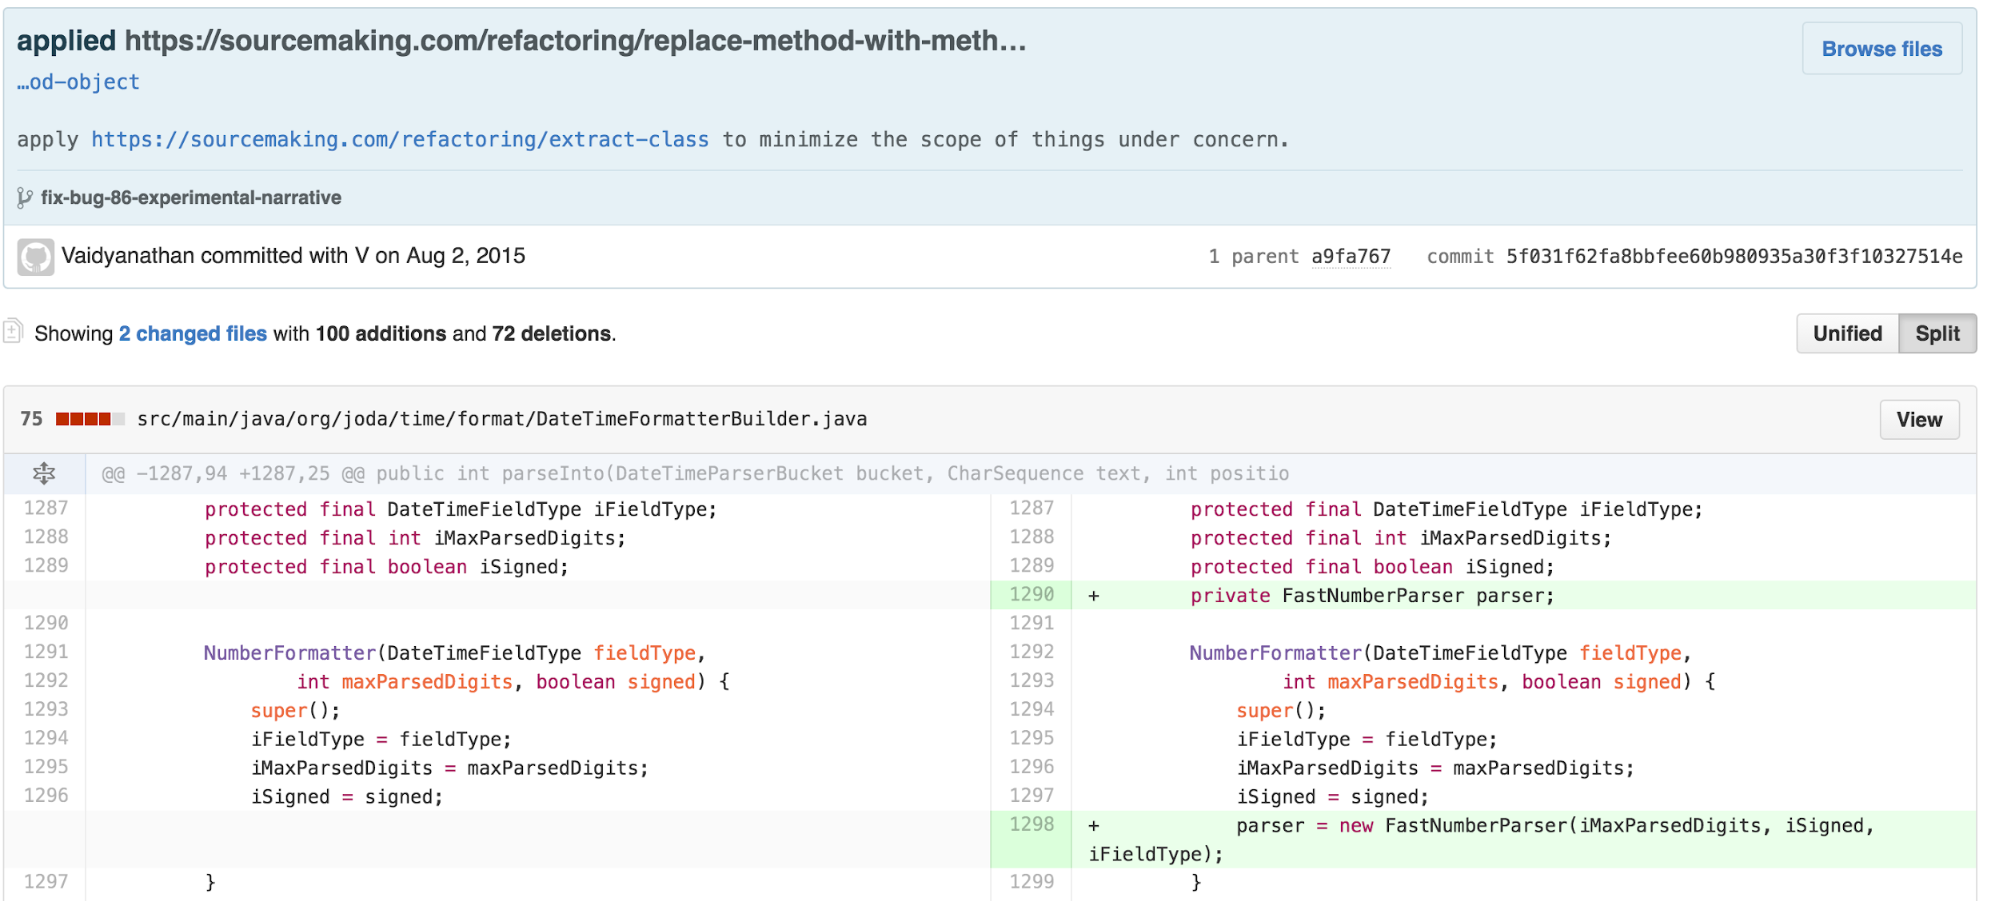 applied https://sourcemaking.com/refactoring/replace-method-with-meth…
Browse files
…od-object
apply https://sourcemaking.com/refactoring/extract-class to minimize the scope of things under concern.
fix-bug-86-experimental-narrative
Vaidyanathan committed with V on Aug 2, 2015
1 parent a9fa767 commit 5f031f62fa8bbfee60b980935a30f3f10327514e
Showing 2 changed files with 100 additions and 72 deletions.
Unified Split
75 src/main/java/org/joda/time/format/DateTimeFormatterBuilder.java
View
@@ -1287,94 +1287,25 @@ public int parseInto(DateTimeParserBucket bucket, CharSequence text, int positio
1287 protected final DateTimeFieldType iFieldType; 1287 protected final DateTimeFieldType iFieldType;
1288 protected final int iMaxParsedDigits; 1288 protected final int iMaxParsedDigits;
1289 protected final boolean iSigned; 1289 protected final boolean iSigned;
1290 + private FastNumberParser parser;
1290 1291
1291 NumberFormatter(DateTimeFieldType fieldType, 1292 NumberFormatter(DateTimeFieldType fieldType,
1292 int maxParsedDigits, boolean signed) { 1293 int maxParsedDigits, boolean signed) {
1293 super(); 1294 super();
1294 iFieldType = fieldType; 1295 iFieldType = fieldType;
1295 iMaxParsedDigits = maxParsedDigits; 1296 iMaxParsedDigits = maxParsedDigits;
1296 iSigned = signed; 1297 iSigned = signed;
1298 + parser = new FastNumberParser(iMaxParsedDigits, iSigned,
iFieldType);
1297 } 1299 }